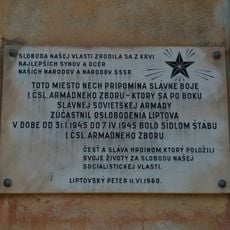 SLOBODA NAŠEJ VLASTI ZRODILA SA Z KRVI
NAJLEPŠÍCH SYNOV A DCÉR
NAŠICH NÁRODOV A NÁRODOV SSSR.
TOTO MIESTO NECH PRIPOMÍNA SLÁVNE BOJE
I.ČSL. ARMÁDNEHO ZBORU - KTORÝ SA PO BOKU
SLAVNEJ SOVIETSKEJ ARMÁDY
ZÚČASTNIL OSLOBODENIA LIPTOVA
V DOBE OD 31.I.1945 DO 7.IV.1945 BOLO SÍDLOM ŠTÁBU
I.ČSL. ARMÁDNEHO ZBORU.
ČESŤ A SLÁVA HRDINOM, KTORÝ POLOŽILI
SVOJE ŽIVOTY ZA SLOBODU NAŠEJ
SOCIALISTICKEJ VLASTI.
LIPTOVSKÝ PETER 11.VI.1960.